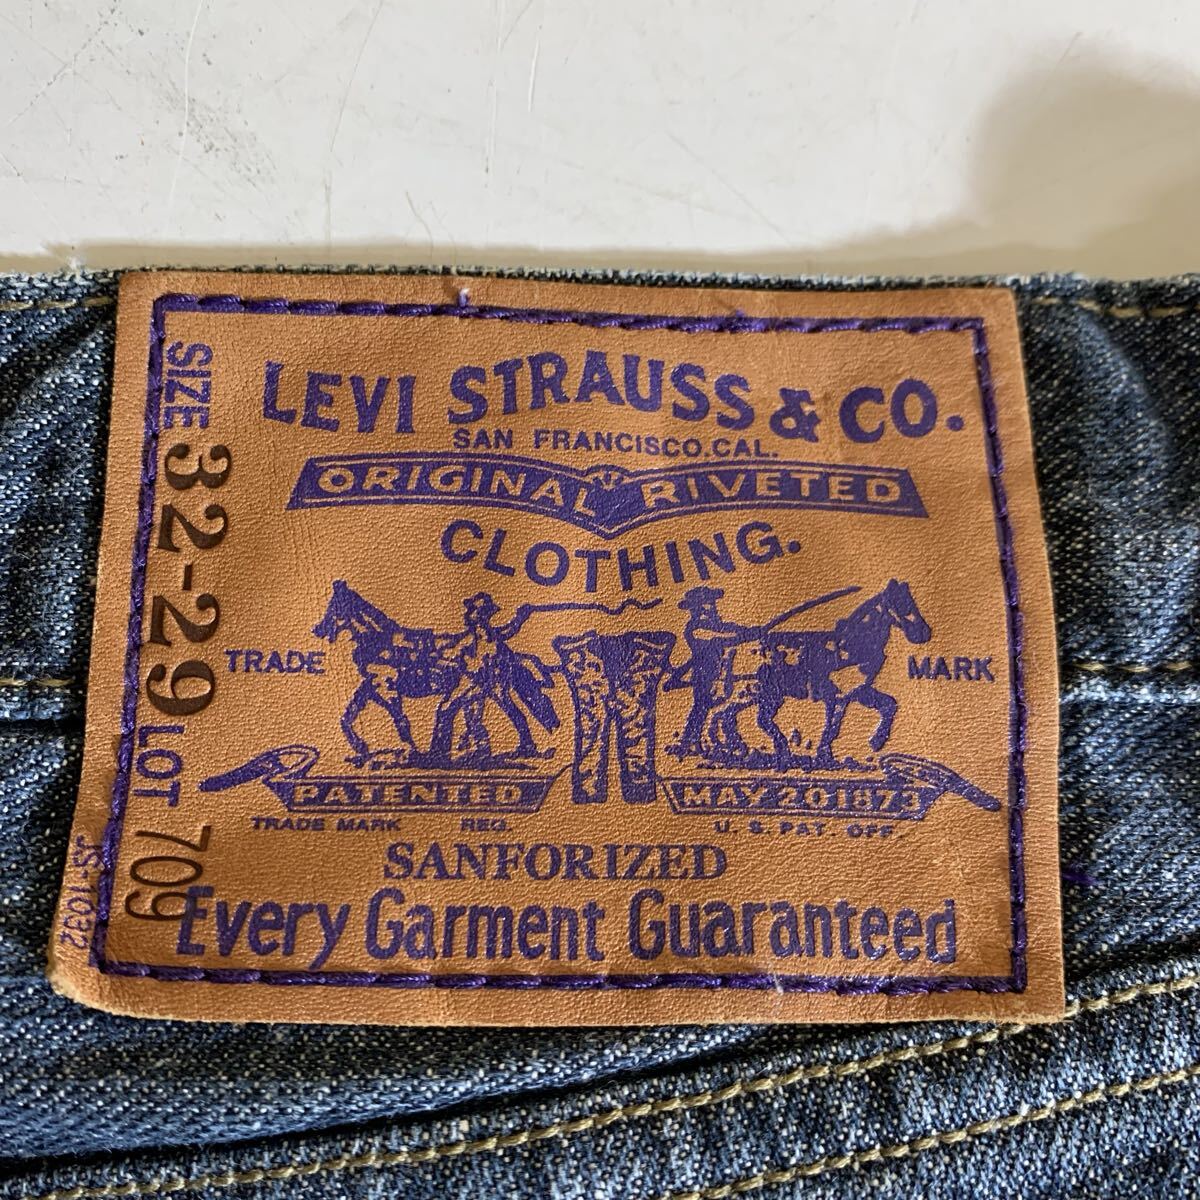 LEVI STRAUSS & CO.
SAN FRANCISCO.CAL.
ORIGINAL RIVETED
CLOTHING.
TRADE MARK
PATENTED MAY 20 1873
TRADE MARK REG. U. S. PAT. OFF.
SANFORIZED
Every Garment Guaranteed
SIZE 32-29 LOT 709
JS-1032